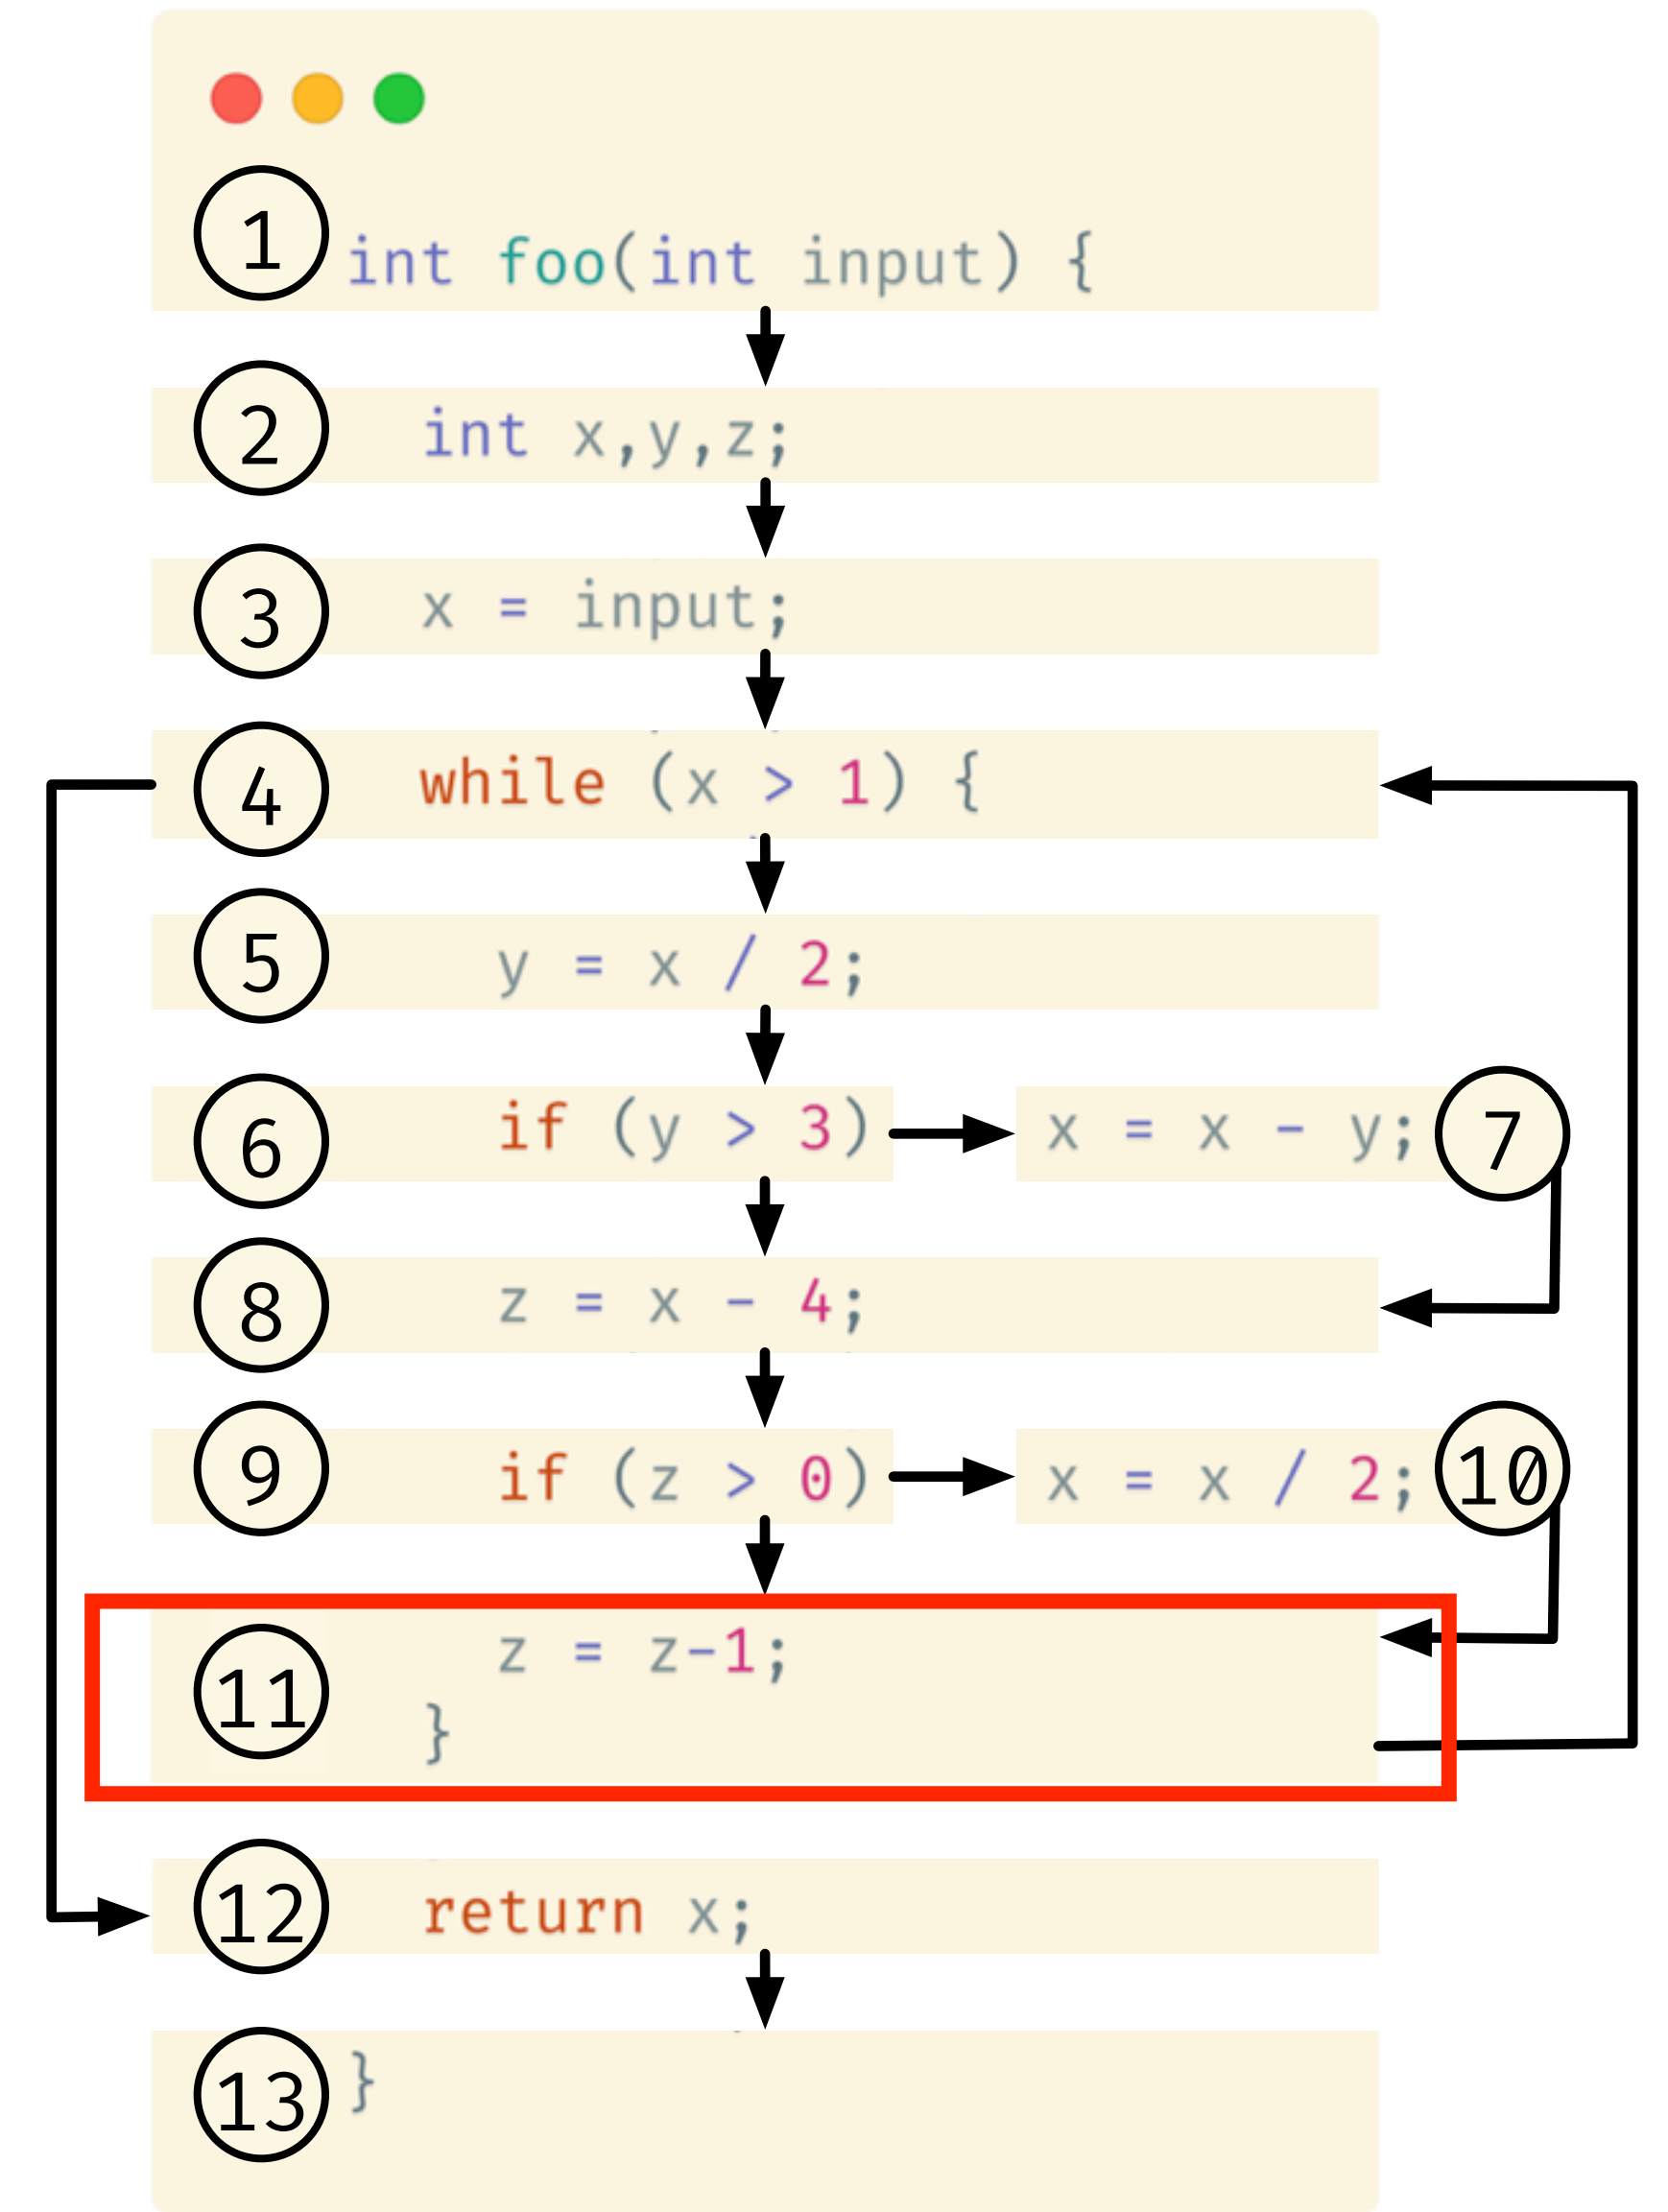 1 int foo(int input) {
2 int x,y,z;
3 x = input;
4 while (x > 1) {
5 y = x / 2;
6 if (y > 3) x = x - y; 7
8 z = x - 4;
9 if (z > 0) x = x / 2; 10
11 z = z-1;
}
12 return x;
13 }